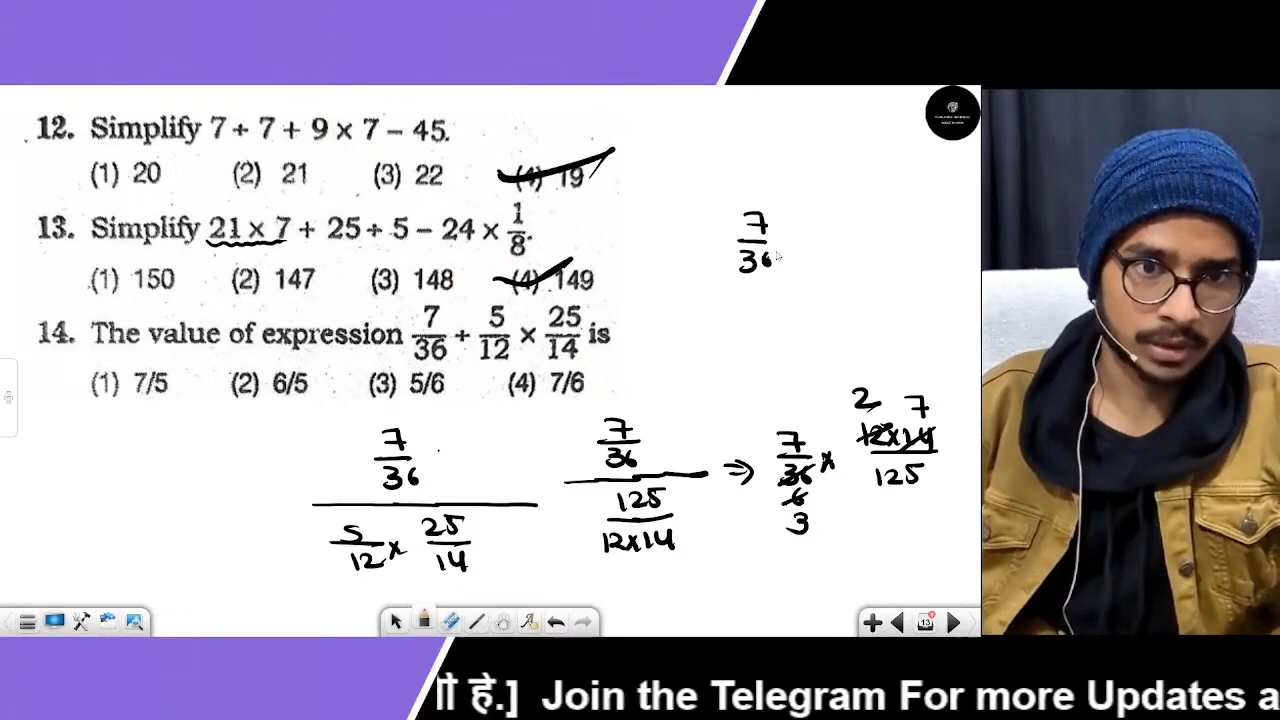 12. Simplify 7 ÷ 7 + 9 × 7 – 45.
(1) 20 (2) 21 (3) 22 (4) 19
13. Simplify 21 × 7 + 25 ÷ 5 – 24 × 1/8.
(1) 150 (2) 147 (3) 148 (4) 149
14. The value of expression 7/36 ÷ 5/12 × 25/14 is
(1) 7/5 (2) 6/5 (3) 5/6 (4) 7/6
7/36
7/36
5/12 × 25/14
7/36
125
12×14
⇒ 7/36 × 12×14/125
2 7
6
3
13
हे.] Join the Telegram For more Updates a